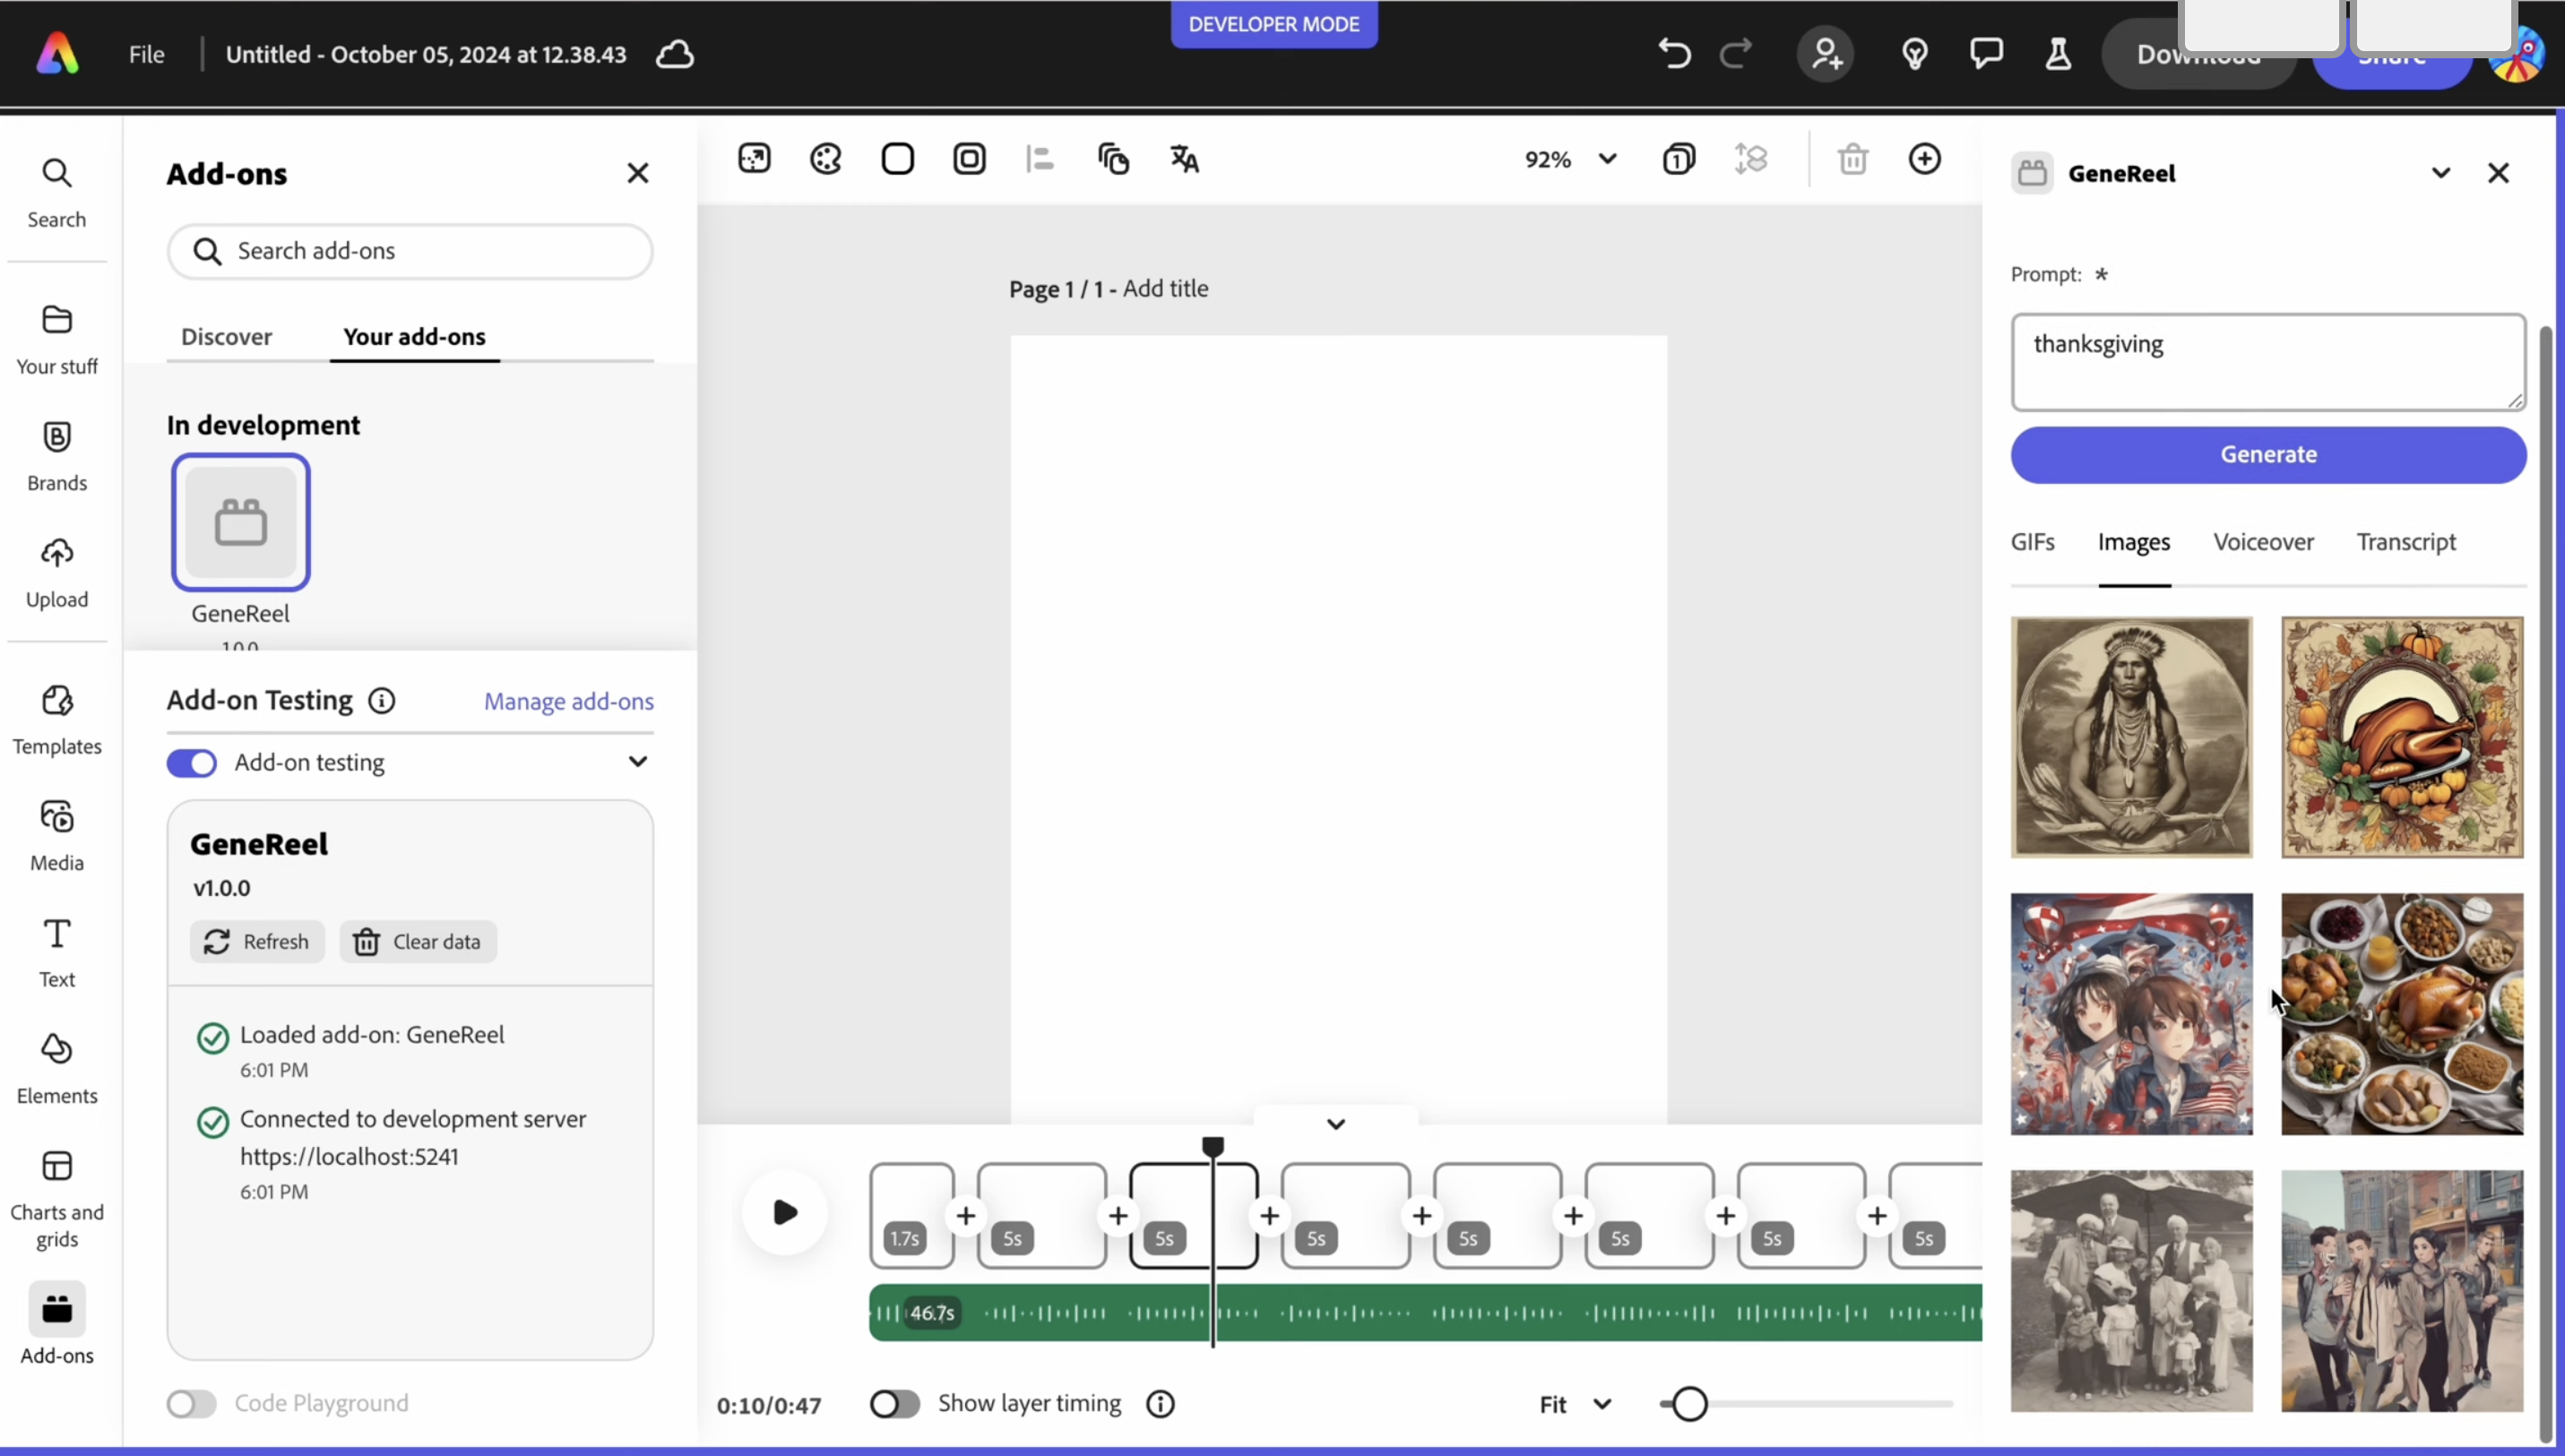 DEVELOPER MODE
File
Untitled - October 05, 2024 at 12.38.43
Download
Share
Search
Your stuff
Brands
Upload
Templates
Media
Text
Elements
Charts and
grids
Add-ons
Add-ons
Search add-ons
Discover
Your add-ons
In development
GeneReel
1.0.0
Add-on Testing
Manage add-ons
Add-on testing
GeneReel
v1.0.0
Refresh
Clear data
Loaded add-on: GeneReel
6:01 PM
Connected to development server
https://localhost:5241
6:01 PM
Code Playground
92%
1
Page 1 / 1 - Add title
1.7s
5s
5s
5s
5s
5s
5s
5s
46.7s
0:10/0:47
Show layer timing
Fit
GeneReel
Prompt: *
thanksgiving
Generate
GIFs
Images
Voiceover
Transcript